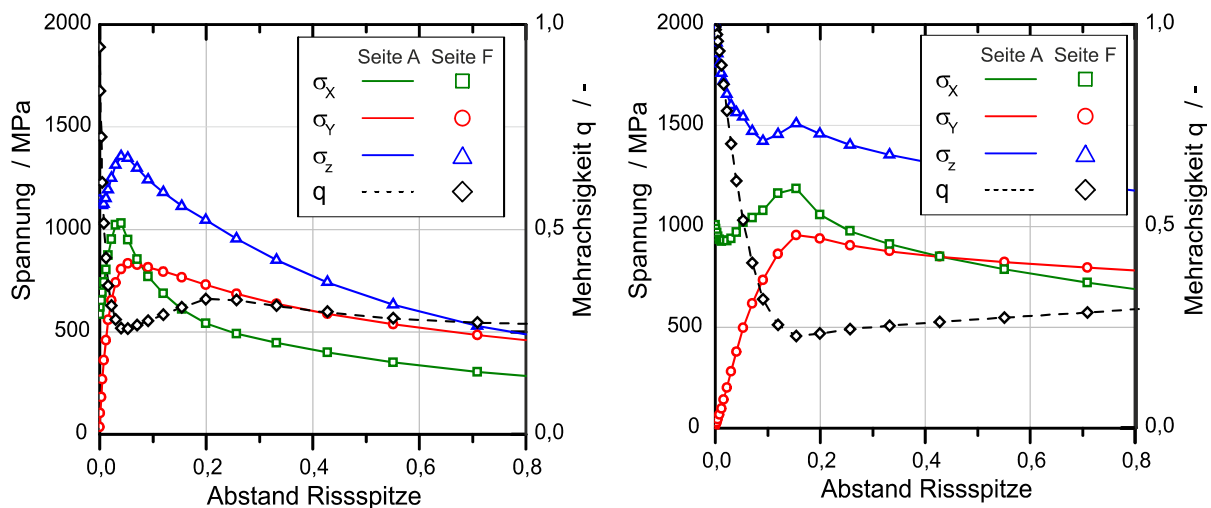 2000
1500
1000
500
0
Spannung / MPa
Seite A Seite F
σX
σY
σz
q
1,0
0,5
0,0
Mehrachsigkeit q / -
0,0 0,2 0,4 0,6 0,8
Abstand Rissspitze
2000
1500
1000
500
0
Spannung / MPa
Seite A Seite F
σX
σY
σz
q
1,0
0,5
0,0
Mehrachsigkeit q / -
0,0 0,2 0,4 0,6 0,8
Abstand Rissspitze